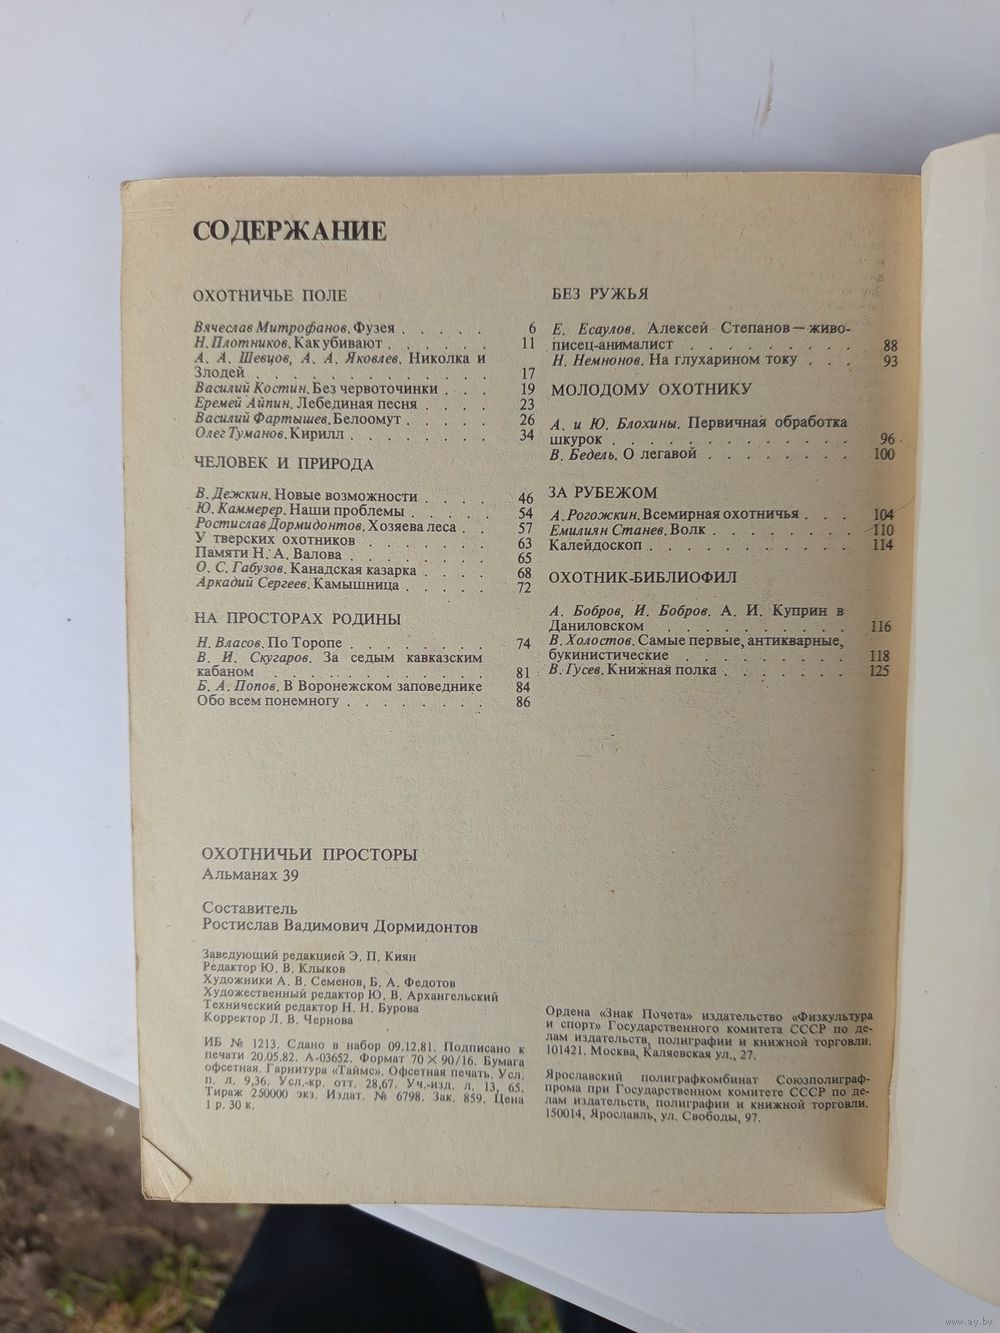 СОДЕРЖАНИЕ
ОХОТНИЧЬЕ ПОЛЕ
Вячеслав Митрофанов. Фузея . . . . . 6
Н. Плотников. Как убивают . . . . . . 11
А. А. Шевцов, А. А. Яковлев. Николка и
Злодей . . . . . . . . . . . . . 17
Василий Костин. Без червоточинки . . . 19
Еремей Айпин. Лебединая песня . . . . 23
Василий Фартышев. Белоомут . . . . . 26
Олег Туманов. Кирилл . . . . . . . . 34
ЧЕЛОВЕК И ПРИРОДА
В. Дежкин. Новые возможности . . . . 46
Ю. Каммерер. Наши проблемы . . . . . 54
Ростислав Дормидонтов. Хозяева леса . . 57
У тверских охотников . . . . . . . 63
Памяти Н. А. Валова . . . . . . . . 65
О. С. Габузов. Канадская казарка . . . . 68
Аркадий Сергеев. Камышница . . . . . 72
НА ПРОСТОРАХ РОДИНЫ
Н. Власов. По Торопе . . . . . . . . 74
В. И. Скугаров. За седым кавказским
кабаном . . . . . . . . . . . . 81
Б. А. Попов. В Воронежском заповеднике 84
Обо всем понемногу . . . . . . . . 86
БЕЗ РУЖЬЯ
Е. Есаулов. Алексей Степанов — живо-
писец-анималист . . . . . . . . . 88
Н. Немнонов. На глухарином току . . . 93
МОЛОДОМУ ОХОТНИКУ
А. и Ю. Блохины. Первичная обработка
шкурок . . . . . . . . . . . . . 96
В. Бедель. О легавой . . . . . . . . 100
ЗА РУБЕЖОМ
А. Рогожкин. Всемирная охотничья . . . 104
Емилиян Станев. Волк . . . . . . . . 110
Калейдоскоп . . . . . . . . . . . 114
ОХОТНИК-БИБЛИОФИЛ
А. Бобров, И. Бобров. А. И. Куприн в
Даниловском . . . . . . . . . . 116
В. Холостов. Самые первые, антикварные,
букинистические . . . . . . . . . 118
В. Гусев. Книжная полка . . . . . . . 125
ОХОТНИЧЬИ ПРОСТОРЫ
Альманах 39
Составитель
Ростислав Вадимович Дормидонтов
Заведующий редакцией Э. П. Киян
Редактор Ю. В. Клыков
Художники А. В. Семенов, Б. А. Федотов
Художественный редактор Ю. В. Архангельский
Технический редактор Н. Н. Бурова
Корректор Л. В. Чернова
ИБ № 1213. Сдано в набор 09.12.81. Подписано к
печати 20.05.82. А-03652. Формат 70 × 90/16. Бумага
офсетная. Гарнитура «Таймс». Офсетная печать. Усл.
п. л. 9,36. Усл.-кр. отт. 28,67. Уч.-изд. л. 13, 65.
Тираж 250000 экз. Издат. № 6798. Зак. 859. Цена
1 р. 30 к.
Ордена «Знак Почета» издательство «Физкультура
и спорт» Государственного комитета СССР по де-
лам издательств, полиграфии и книжной торговли.
101421. Москва, Каляевская ул., 27.
Ярославский полиграфкомбинат Союзполиграф-
прома при Государственном комитете СССР по де-
лам издательств, полиграфии и книжной торговли.
150014, Ярославль, ул. Свободы, 97.
www.ay.by